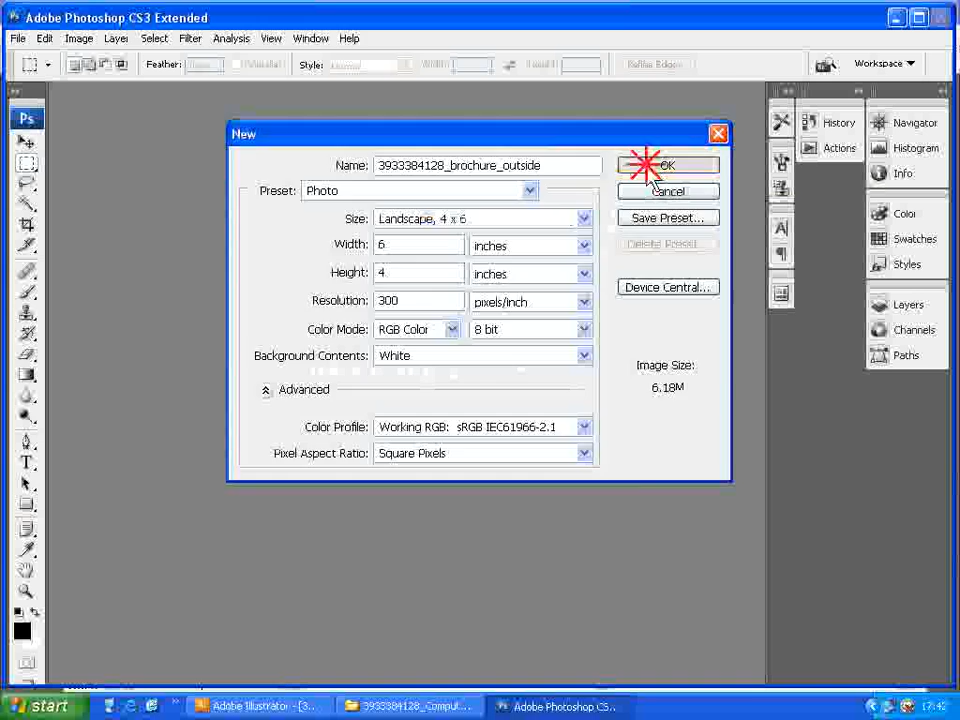 Adobe Photoshop CS3 Extended
File Edit Image Layer Select Filter Analysis View Window Help
Feather: Style: Workspace
New
Name: 3933384128_brochure_outside OK
Preset: Photo Cancel
Size: Landscape, 4 x 6 Save Preset...
Width: 6 inches Delete Preset...
Height: 4 inches
Resolution: 300 pixels/inch Device Central...
Color Mode: RGB Color 8 bit
Background Contents: White
Image Size:
6.18M
Advanced
Color Profile: Working RGB: sRGB IEC61966-2.1
Pixel Aspect Ratio: Square Pixels
Ps
History
Actions
Navigator
Histogram
Info
Color
Swatches
Styles
Layers
Channels
Paths
start Adobe Illustrator - [3... 3933384128_Comput... Adobe Photoshop CS... 17:42